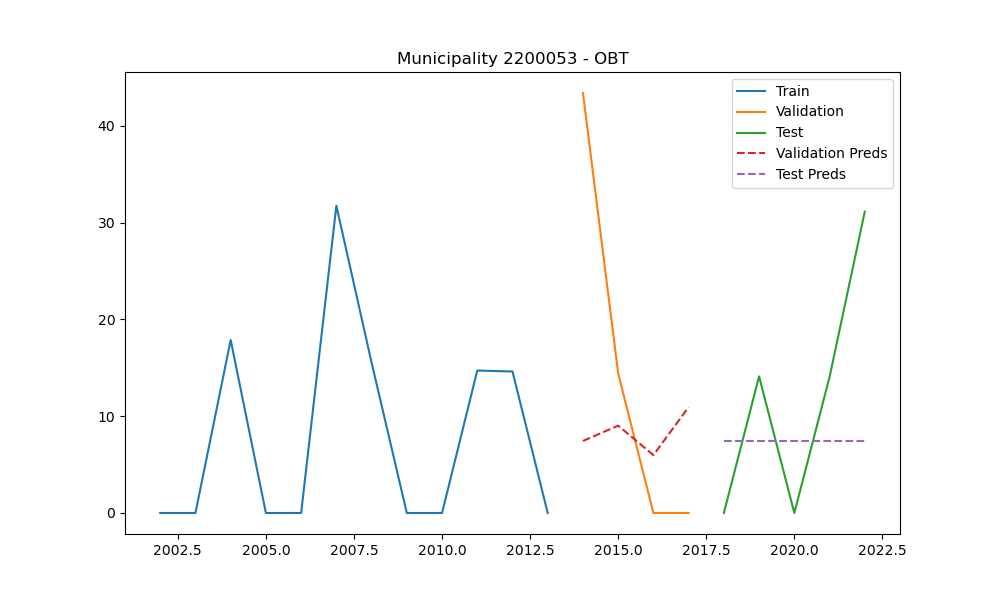 Municipality 2200053 - OBT
Train
Validation
Test
Validation Preds
Test Preds
40
30
20
10
0
2002.5 2005.0 2007.5 2010.0 2012.5 2015.0 2017.5 2020.0 2022.5